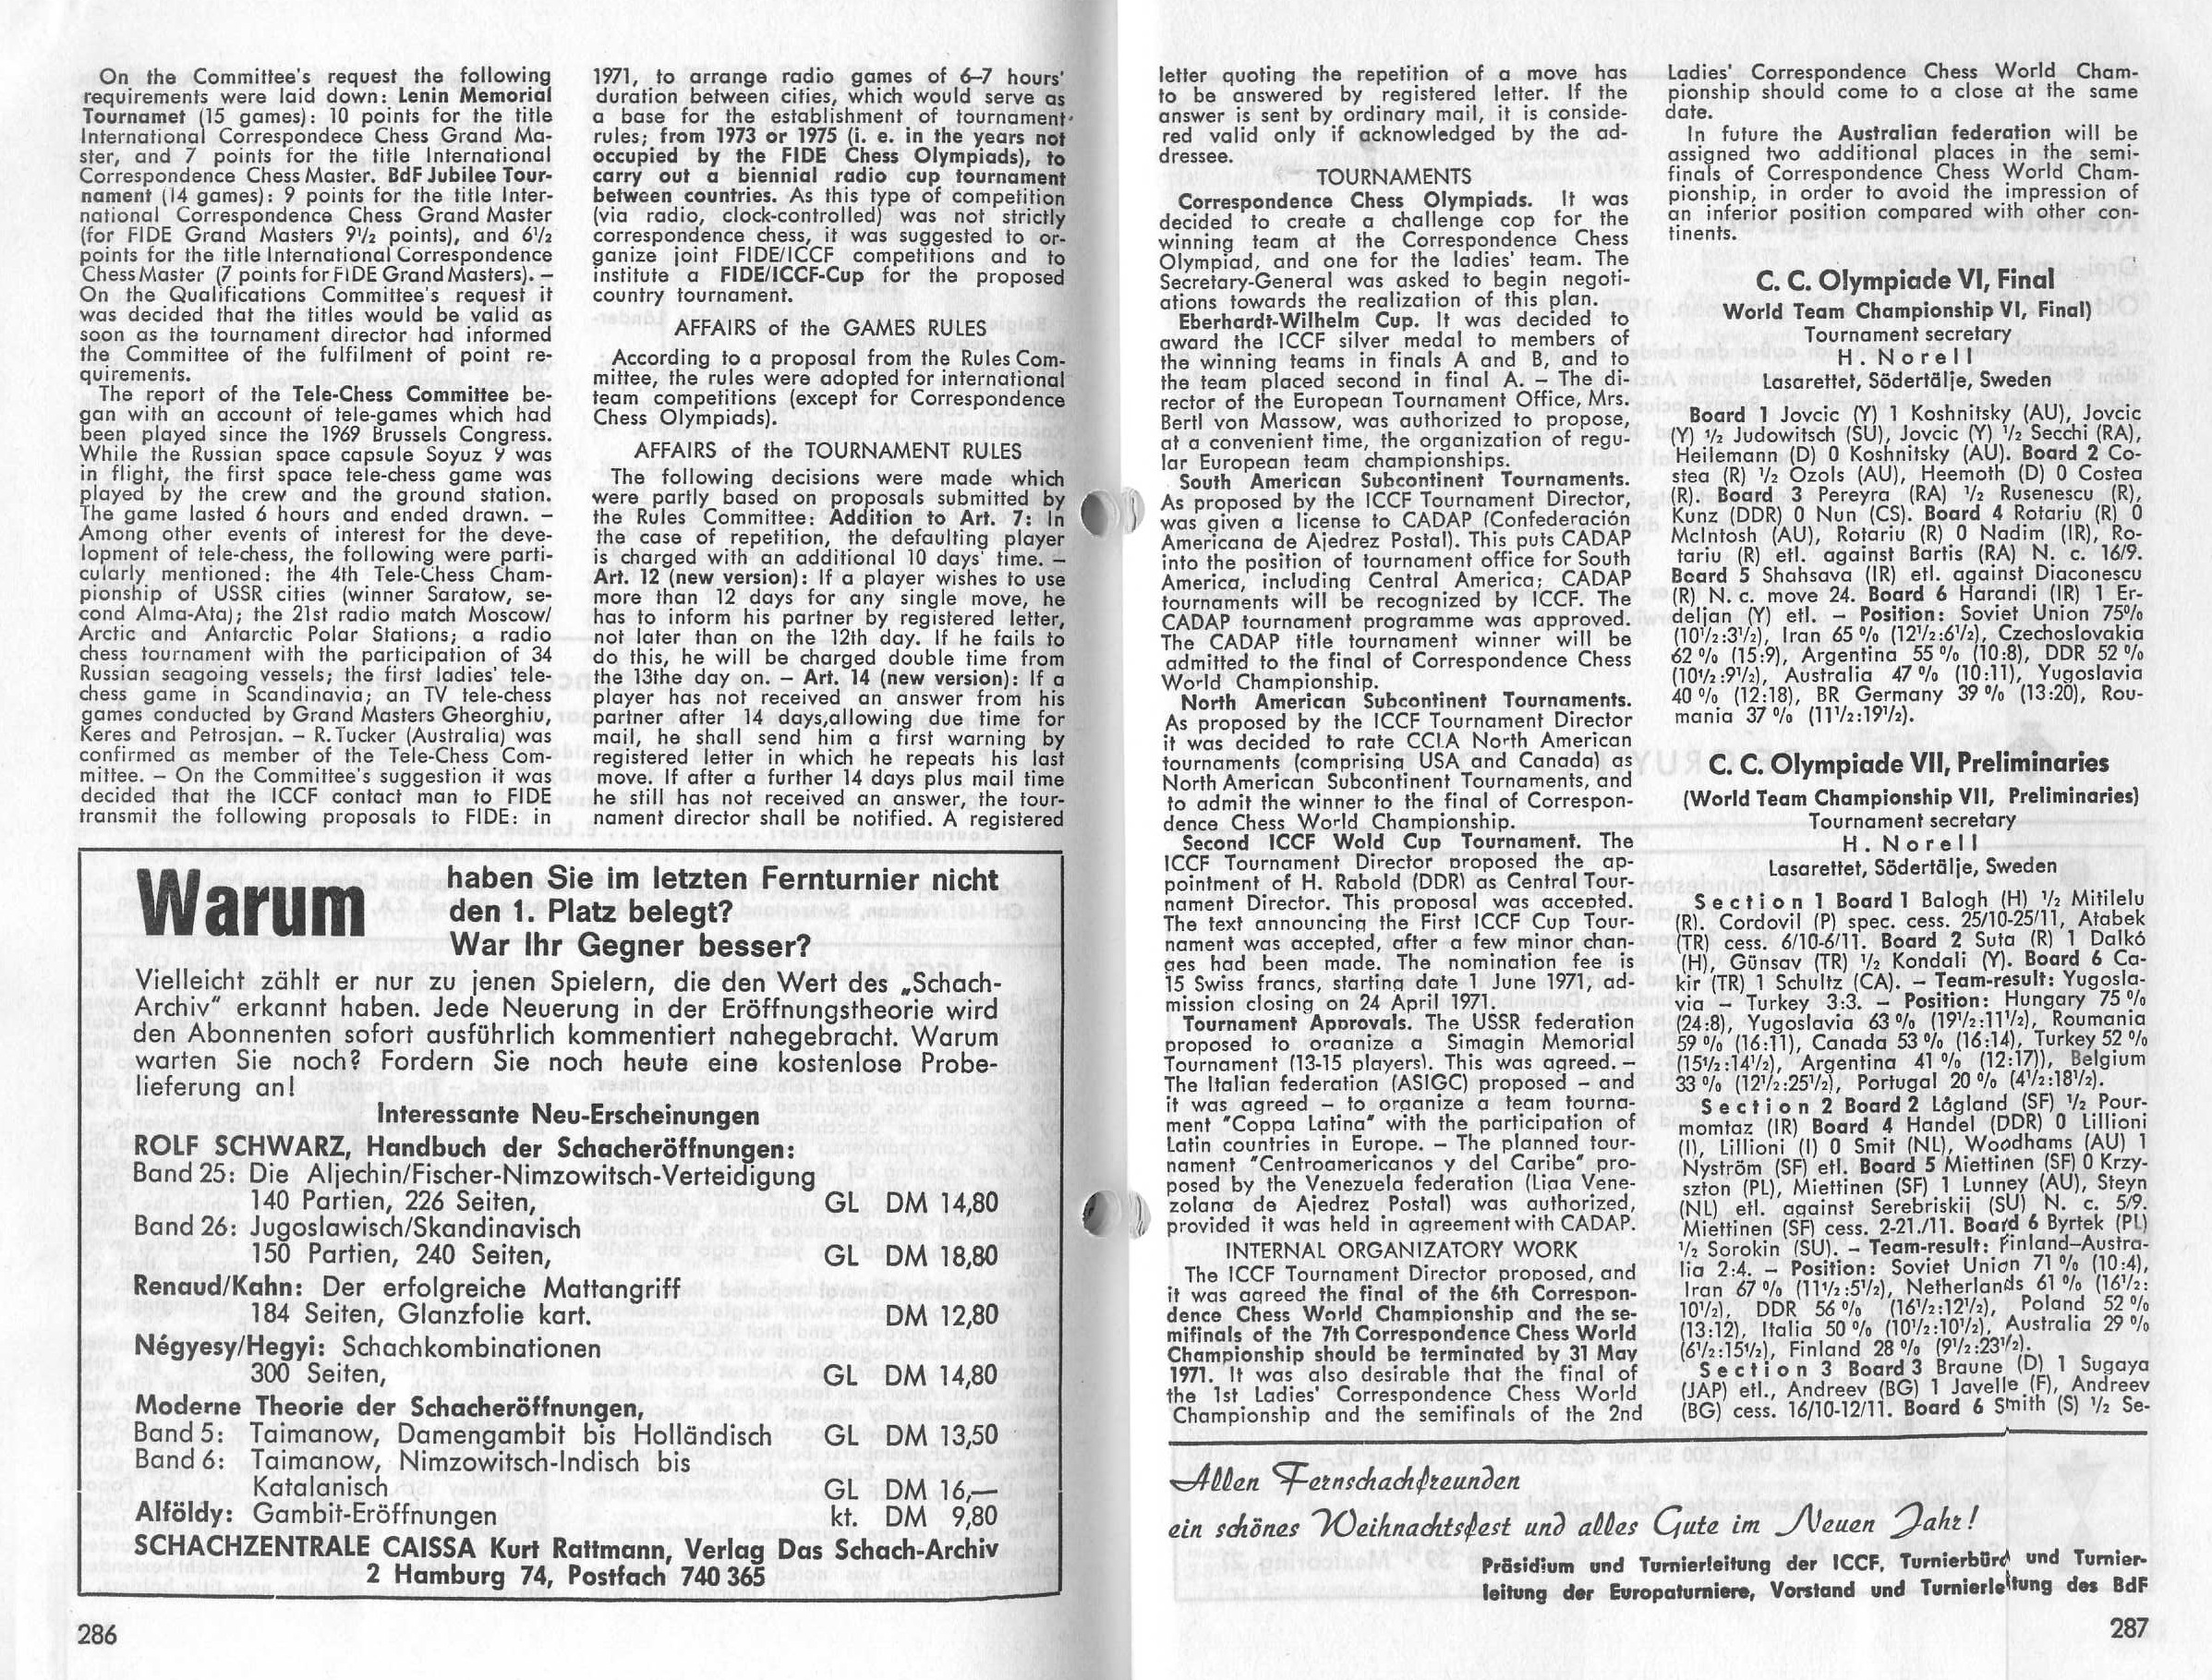 On the Committee's request the following
requirements were laid down: Lenin Memorial
Tournamet (15 games): 10 points for the title
International Correspondece Chess Grand Ma-
ster, and 7 points for the title International
Correspondence Chess Master. BdF Jubilee Tour-
nament (14 games): 9 points for the title Inter-
national Correspondence Chess Grand Master
(for FIDE Grand Masters 9½ points), and 6½
points for the title International Correspondence
Chess Master (7 points for FIDE Grand Masters). –
On the Qualifications Committee's request it
was decided that the titles would be valid as
soon as the tournament director had informed
the Committee of the fulfilment of point re-
quirements.
The report of the Tele-Chess Committee be-
gan with an account of tele-games which had
been played since the 1969 Brussels Congress.
While the Russian space capsule Soyuz 9 was
in flight, the first space tele-chess game was
played by the crew and the ground station.
The game lasted 6 hours and ended drawn. –
Among other events of interest for the deve-
lopment of tele-chess, the following were parti-
cularly mentioned: the 4th Tele-Chess Cham-
pionship of USSR cities (winner Saratow, se-
cond Alma-Ata); the 21st radio match Moscow/
Arctic and Antarctic Polar Stations; a radio
chess tournament with the participation of 34
Russian seagoing vessels; the first ladies' tele-
chess game in Scandinavia; an TV tele-chess
games conducted by Grand Masters Gheorghiu,
Keres and Petrosjan. – R. Tucker (Australia) was
confirmed as member of the Tele-Chess Com-
mittee. – On the Committee's suggestion it was
decided that the ICCF contact man to FIDE
transmit the following proposals to FIDE: in
1971, to arrange radio games of 6–7 hours'
duration between cities, which would serve as
a base for the establishment of tournament
rules; from 1973 or 1975 (i. e. in the years not
occupied by the FIDE Chess Olympiads), to
carry out a biennial radio cup tournament
between countries. As this type of competition
(via radio, clock-controlled) was not strictly
correspondence chess, it was suggested to or-
ganize joint FIDE/ICCF competitions and to
institute a FIDE/ICCF-Cup for the proposed
country tournament.
AFFAIRS of the GAMES RULES
According to a proposal from the Rules Com-
mittee, the rules were adopted for international
team competitions (except for Correspondence
Chess Olympiads).
AFFAIRS of the TOURNAMENT RULES
The following decisions were made which
were partly based on proposals submitted by
the Rules Committee: Addition to Art. 7: In
the case of repetition, the defaulting player
is charged with an additional 10 days' time. –
Art. 12 (new version): If a player wishes to use
more than 12 days for any single move, he
has to inform his partner by registered letter,
not later than on the 12th day. If he fails to
do this, he will be charged double time from
the 13the day on. – Art. 14 (new version): If a
player has not received an answer from his
partner after 14 days,allowing due time for
mail, he shall send him a first warning by
registered letter in which he repeats his last
move. If after a further 14 days plus mail time
he still has not received an answer, the tour-
nament director shall be notified. A registered
Warum
haben Sie im letzten Fernturnier nicht
den 1. Platz belegt?
War Ihr Gegner besser?
Vielleicht zählt er nur zu jenen Spielern, die den Wert des „Schach-
Archiv" erkannt haben. Jede Neuerung in der Eröffnungstheorie wird
den Abonnenten sofort ausführlich kommentiert nahegebracht. Warum
warten Sie noch? Fordern Sie noch heute eine kostenlose Probe-
lieferung an!
Interessante Neu-Erscheinungen
ROLF SCHWARZ, Handbuch der Schacheröffnungen:
Band 25: Die Aljechin/Fischer-Nimzowitsch-Verteidigung
140 Partien, 226 Seiten, GL DM 14,80
Band 26: Jugoslawisch/Skandinavisch
150 Partien, 240 Seiten, GL DM 18,80
Renaud/Kahn: Der erfolgreiche Mattangriff
184 Seiten, Glanzfolie kart. DM 12,80
Négyesy/Hegyi: Schachkombinationen
300 Seiten, GL DM 14,80
Moderne Theorie der Schacheröffnungen,
Band 5: Taimanow, Damengambit bis Holländisch GL DM 13,50
Band 6: Taimanow, Nimzowitsch-Indisch bis
Katalanisch GL DM 16,—
Alföldy: Gambit-Eröffnungen kt. DM 9,80
SCHACHZENTRALE CAISSA Kurt Rattmann, Verlag Das Schach-Archiv
2 Hamburg 74, Postfach 740 365
286
letter quoting the repetition of a move has
to be answered by registered letter. If the
answer is sent by ordinary mail, it is conside-
red valid only if acknowledged by the ad-
dressee.
TOURNAMENTS
Correspondence Chess Olympiads. It was
decided to create a challenge cop for the
winning team at the Correspondence Chess
Olympiad, and one for the ladies' team. The
Secretary-General was asked to begin negoti-
ations towards the realization of this plan.
Eberhardt-Wilhelm Cup. It was decided to
award the ICCF silver medal to members of
the winning teams in finals A and B, and to
the team placed second in final A. – The di-
rector of the European Tournament Office, Mrs.
Bertl von Massow, was authorized to propose,
at a convenient time, the organization of regu-
lar European team championships.
South American Subcontinent Tournaments.
As proposed by the ICCF Tournament Director,
was given a license to CADAP (Confederación
Americana de Ajedrez Postal). This puts CADAP
into the position of tournament office for South
America, including Central America; CADAP
tournaments will be recognized by ICCF. The
CADAP tournament programme was approved.
The CADAP title tournament winner will be
admitted to the final of Correspondence Chess
World Championship.
North American Subcontinent Tournaments.
As proposed by the ICCF Tournament Director
it was decided to rate CCLA North American
tournaments (comprising USA and Canada) as
North American Subcontinent Tournaments, and
to admit the winner to the final of Correspon-
dence Chess World Championship.
Second ICCF Wold Cup Tournament. The
ICCF Tournament Director proposed the ap-
pointment of H. Rabold (DDR) as Central Tour-
nament Director. This proposal was accepted.
The text announcing the First ICCF Cup Tour-
nament was accepted, after a few minor chan-
ges had been made. The nomination fee is
15 Swiss francs, starting date 1 June 1971, ad-
mission closing on 24 April 1971.
Tournament Approvals. The USSR federation
proposed to organize a Simagin Memorial
Tournament (13-15 players). This was agreed. –
The Italian federation (ASIGC) proposed – and
it was agreed – to organize a team tourna-
ment "Coppa Latina" with the participation of
Latin countries in Europe. – The planned tour-
nament "Centroamericanos y del Caribe" pro-
posed by the Venezuela federation (Liga Vene-
zolana de Ajedrez Postal) was authorized,
provided it was held in agreement with CADAP.
INTERNAL ORGANIZATORY WORK
The ICCF Tournament Director proposed, and
it was agreed the final of the 6th Correspon-
dence Chess World Championship and the se-
mifinals of the 7th Correspondence Chess World
Championship should be terminated by 31 May
1971. It was also desirable that the final of
the 1st Ladies' Correspondence Chess World
Championship and the semifinals of the 2nd
Ladies' Correspondence Chess World Cham-
pionship should come to a close at the same
date.
In future the Australian federation will be
assigned two additional places in the semi-
finals of Correspondence Chess World Cham-
pionship, in order to avoid the impression of
an inferior position compared with other con-
tinents.
C. C. Olympiade VI, Final
World Team Championship VI, Final)
Tournament secretary
H. Norell
Lasarettet, Södertälje, Sweden
Board 1 Jovcic (Y) 1 Koshnitsky (AU), Jovcic
(Y) ½ Judowitsch (SU), Jovcic (Y) ½ Secchi (RA),
Heilemann (D) 0 Koshnitsky (AU). Board 2 Co-
stea (R) ½ Ozols (AU), Heemoth (D) 0 Costea
(R). Board 3 Pereyra (RA) ½ Rusenescu (R),
Kunz (DDR) 0 Nun (CS). Board 4 Rotariu (R) 0
McIntosh (AU), Rotariu (R) 0 Nadim (IR), Ro-
tariu (R) etl. against Bartis (RA) N. c. 16/9.
Board 5 Shahsava (IR) etl. against Diaconescu
(R) N. c. move 24. Board 6 Harandi (IR) 1 Er-
deljan (Y) etl. – Position: Soviet Union 75%
(10½:3½), Iran 65 % (12½:6½), Czechoslovakia
62 % (15:9), Argentina 55 % (10:8), DDR 52 %
(10½:9½), Australia 47 % (10:11), Yugoslavia
40 % (12:18), BR Germany 39 % (13:20), Rou-
mania 37 % (11½:19½).
C. C. Olympiade VII, Preliminaries
(World Team Championship VII, Preliminaries)
Tournament secretary
H. Norell
Lasarettet, Södertälje, Sweden
Section 1 Board 1 Balogh (H) ½ Mitilelu
(R). Cordovil (P) spec. cess. 25/10-25/11, Atabek
(TR) cess. 6/10-6/11. Board 2 Suta (R) 1 Dalkó
(H), Günsav (TR) ½ Kondali (Y). Board 6 Ca-
kir (TR) 1 Schultz (CA). – Team-result: Yugosla-
via – Turkey 3:3. – Position: Hungary 75 %
(24:8), Yugoslavia 63 % (19½:11½), Roumania
59 % (16:11), Canada 53 % (16:14), Turkey 52 %
(15½:14½), Argentina 41 % (12:17)), Belgium
33 % (12½:25½), Portugal 20 % (4½:18½).
Section 2 Board 2 Lågland (SF) ½ Pour-
momtaz (IR) Board 4 Handel (DDR) 0 Lillioni
(I), Lillioni (I) 0 Smit (NL), Woodhams (AU) 1
Nyström (SF) etl. Board 5 Miettinen (SF) 0 Krzy-
szton (PL), Miettinen (SF) 1 Lunney (AU), Steyn
(NL) etl. against Serebriskii (SU) N. c. 5/9.
Miettinen (SF) cess. 2-21./11. Board 6 Byrtek (PL)
½ Sorokin (SU). – Team-result: Finland–Austra-
lia 2:4. – Position: Soviet Union 71 % (10:4),
Iran 67 % (11½:5½), Netherlands 61 % (16½:
10½), DDR 56 % (16½:12½), Poland 52 %
(13:12), Italia 50 % (10½:10½), Australia 29 %
(6½:15½), Finland 28 % (9½:23½).
Section 3 Board 3 Braune (D) 1 Sugaya
(JAP) etl., Andreev (BG) 1 Javelle (F), Andreev
(BG) cess. 16/10-12/11. Board 6 Smith (S) ½ Se-
Allen Fernschachfreunden
ein schönes Weihnachtsfest und alles Gute im Neuen Jahr!
Präsidium und Turnierleitung der ICCF, Turnierbüro und Turnier-
leitung der Europaturniere, Vorstand und Turnierleitung des BdF
287